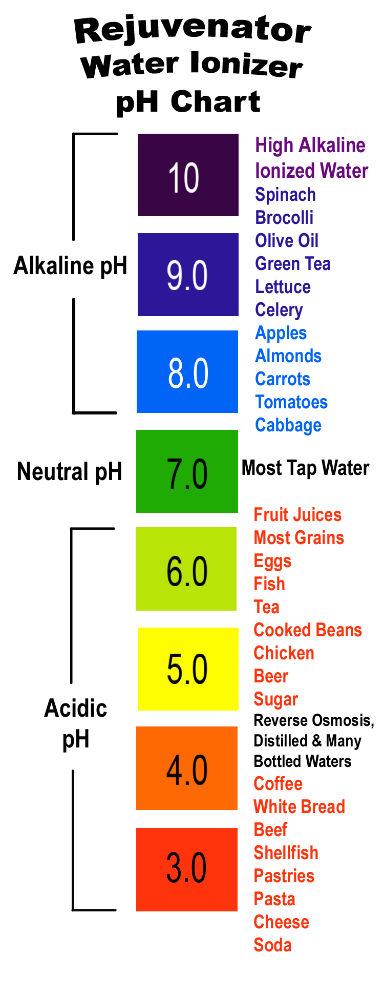 Rejuvenator
Water Ionizer
pH Chart
Alkaline pH
10
9.0
8.0
High Alkaline
Ionized Water
Spinach
Brocolli
Olive Oil
Green Tea
Lettuce
Celery
Apples
Almonds
Carrots
Tomatoes
Cabbage
Neutral pH
7.0
Most Tap Water
Acidic
pH
6.0
5.0
4.0
3.0
Fruit Juices
Most Grains
Eggs
Fish
Tea
Cooked Beans
Chicken
Beer
Sugar
Reverse Osmosis,
Distilled & Many
Bottled Waters
Coffee
White Bread
Beef
Shellfish
Pastries
Pasta
Cheese
Soda